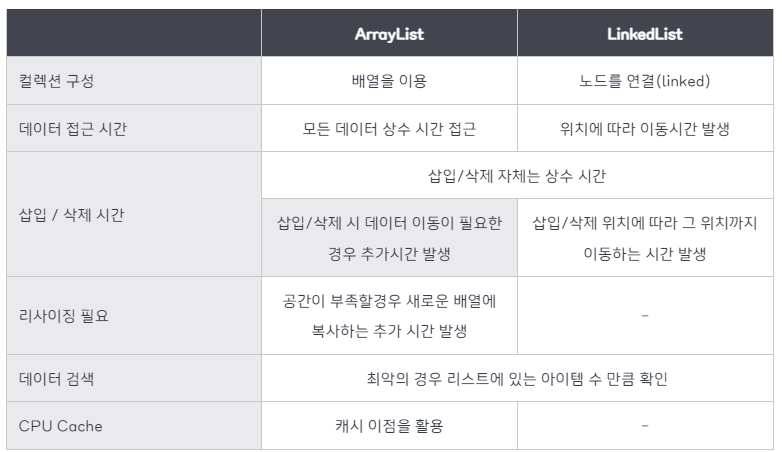 ArrayList LinkedList
컬렉션 구성 배열을 이용 노드를 연결(linked)
데이터 접근 시간 모든 데이터 상수 시간 접근 위치에 따라 이동시간 발생
삽입 / 삭제 시간
삽입/삭제 자체는 상수 시간
삽입/삭제 시 데이터 이동이 필요한
경우 추가시간 발생
삽입/삭제 위치에 따라 그 위치까지
이동하는 시간 발생
리사이징 필요
공간이 부족할경우 새로운 배열에
복사하는 추가 시간 발생
–
데이터 검색 최악의 경우 리스트에 있는 아이템 수 만큼 확인
CPU Cache 캐시 이점을 활용 –